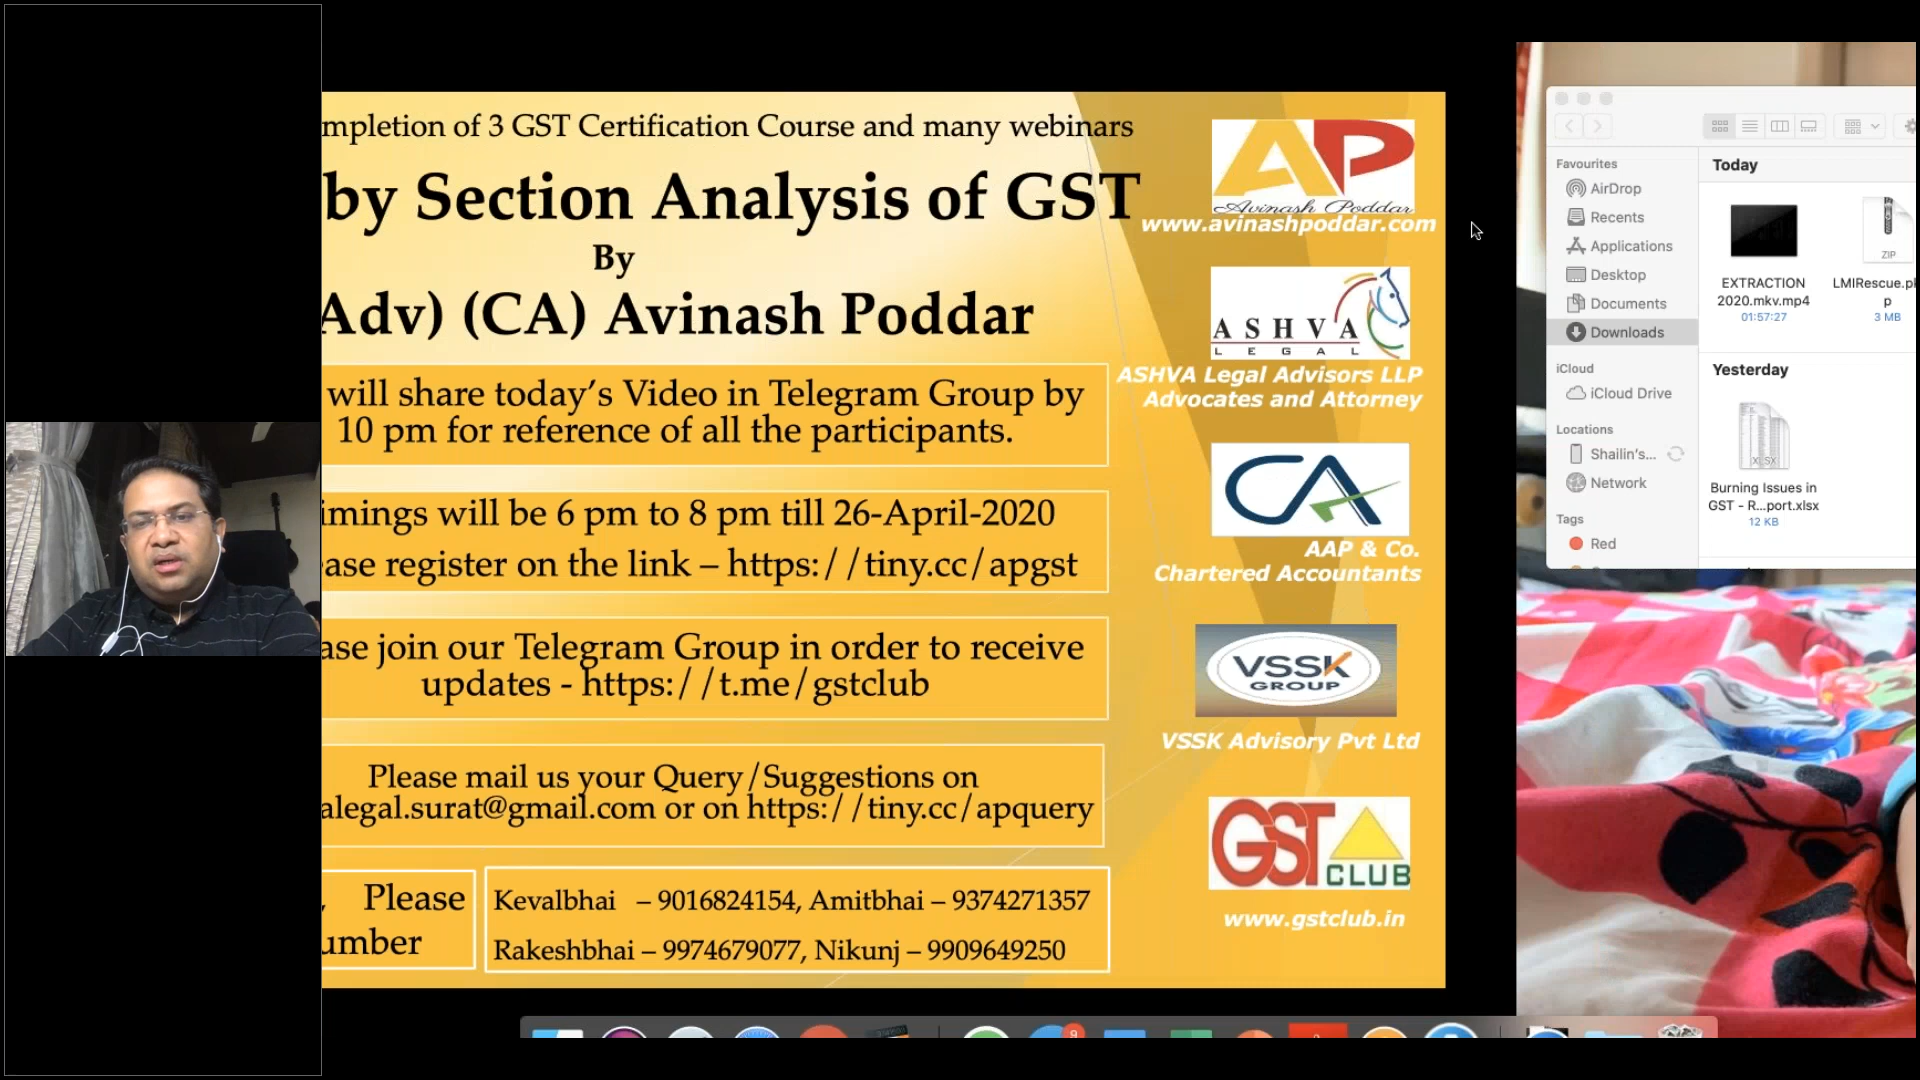 mpletion of 3 GST Certification Course and many webinars
by Section Analysis of GST
By
Adv) (CA) Avinash Poddar
will share today's Video in Telegram Group by
10 pm for reference of all the participants.
imings will be 6 pm to 8 pm till 26-April-2020
ase register on the link – https://tiny.cc/apgst
ase join our Telegram Group in order to receive
updates - https://t.me/gstclub
Please mail us your Query/Suggestions on
alegal.surat@gmail.com or on https://tiny.cc/apquery
, Please
umber
Kevalbhai – 9016824154, Amitbhai – 9374271357
Rakeshbhai – 9974679077, Nikunj – 9909649250
AP
Avinash Poddar
www.avinashpoddar.com
ASHVA
LEGAL
ASHVA Legal Advisors LLP
Advocates and Attorney
CA
AAP & Co.
Chartered Accountants
VSSK
GROUP
VSSK Advisory Pvt Ltd
GST
CLUB
www.gstclub.in
Favourites
AirDrop
Recents
Applications
Desktop
Documents
Downloads
iCloud
iCloud Drive
Locations
Shailin's...
Network
Tags
Red
Today
EXTRACTION
2020.mkv.mp4
01:57:27
ZIP
LMIRescue.pk
p
3 MB
Yesterday
XLSX
Burning Issues in
GST - R...port.xlsx
12 KB
9